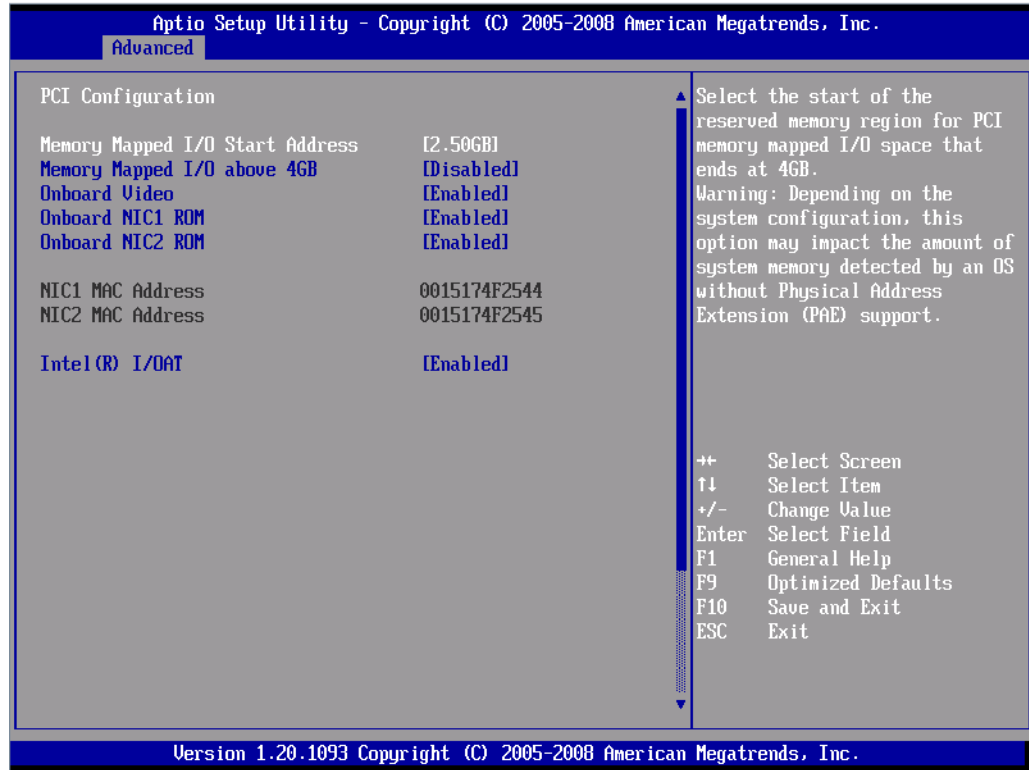 Aptio Setup Utility - Copyright (C) 2005-2008 American Megatrends, Inc.
Advanced
PCI Configuration
Memory Mapped I/O Start Address [2.50GB]
Memory Mapped I/O above 4GB [Disabled]
Onboard Video [Enabled]
Onboard NIC1 ROM [Enabled]
Onboard NIC2 ROM [Enabled]
NIC1 MAC Address 0015174F2544
NIC2 MAC Address 0015174F2545
Intel(R) I/OAT [Enabled]
Select the start of the
reserved memory region for PCI
memory mapped I/O space that
ends at 4GB.
Warning: Depending on the
system configuration, this
option may impact the amount of
system memory detected by an OS
without Physical Address
Extension (PAE) support.
→← Select Screen
↑↓ Select Item
+/- Change Value
Enter Select Field
F1 General Help
F9 Optimized Defaults
F10 Save and Exit
ESC Exit
Version 1.20.1093 Copyright (C) 2005-2008 American Megatrends, Inc.